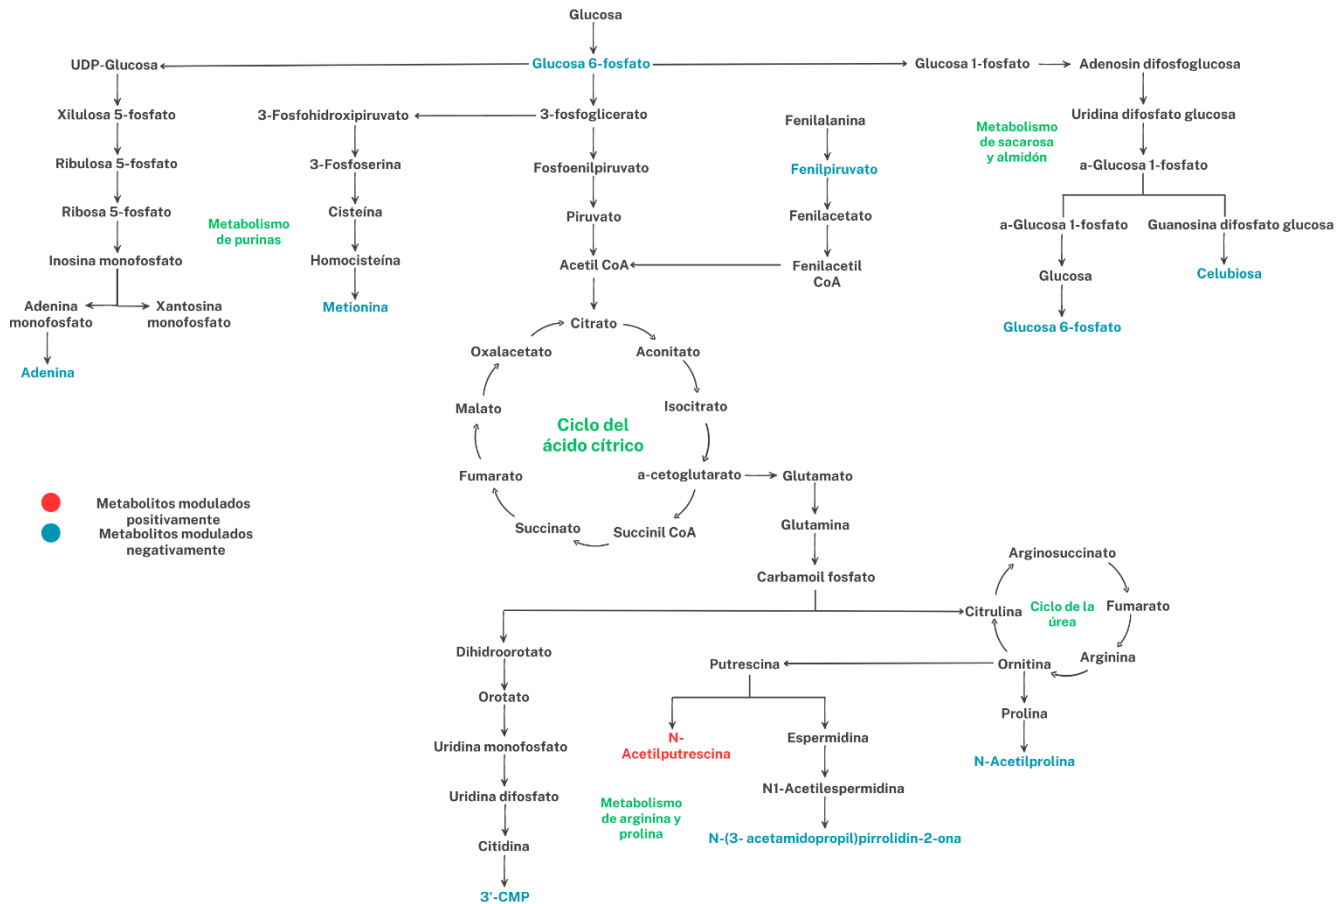 Glucosa
UDP-Glucosa
Glucosa 6-fosfato
Glucosa 1-fosfato
Adenosin difosfoglucosa
Xilulosa 5-fosfato
3-Fosfohidroxipiruvato
3-fosfoglicerato
Fenilalanina
Metabolismo
de sacarosa
y almidón
Uridina difosfato glucosa
Ribulosa 5-fosfato
3-Fosfoserina
Fosfoenilpiruvato
Fenilpiruvato
a-Glucosa 1-fosfato
Ribosa 5-fosfato
Metabolismo
de purinas
Cisteína
Piruvato
Fenilacetato
a-Glucosa 1-fosfato
Guanosina difosfato glucosa
Inosina monofosfato
Homocisteína
Acetil CoA
Fenilacetil
CoA
Glucosa
Celubiosa
Adenina
monofosfato
Xantosina
monofosfato
Metionina
Citrato
Glucosa 6-fosfato
Adenina
Oxalacetato
Aconitato
Malato
Isocitrato
Ciclo del
ácido cítrico
Fumarato
a-cetoglutarato
Glutamato
Metabolitos modulados
positivamente
Metabolitos modulados
negativamente
Succinato
Succinil CoA
Glutamina
Carbamoil fosfato
Arginosuccinato
Citrulina
Ciclo de la
úrea
Fumarato
Arginina
Ornitina
Dihidroorotato
Putrescina
Orotato
Prolina
Uridina monofosfato
N-
Acetilputrescina
Espermidina
N-Acetilprolina
Uridina difosfato
Metabolismo
de arginina y
prolina
N1-Acetilespermidina
Citidina
N-(3- acetamidopropil)pirrolidin-2-ona
3'-CMP